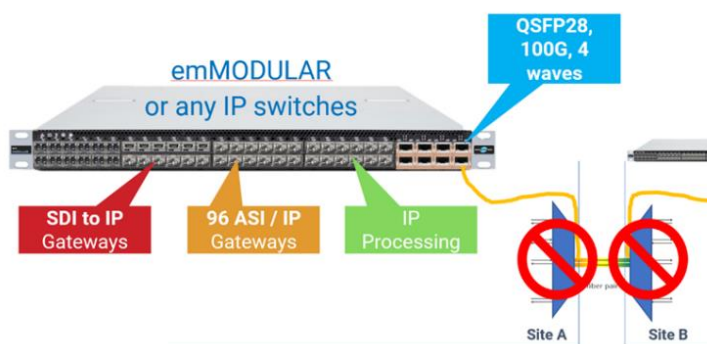 QSFP28,
100G, 4
waves
emMODULAR
or any IP switches
SDI to IP
Gateways
96 ASI / IP
Gateways
IP
Processing
Site A
Site B